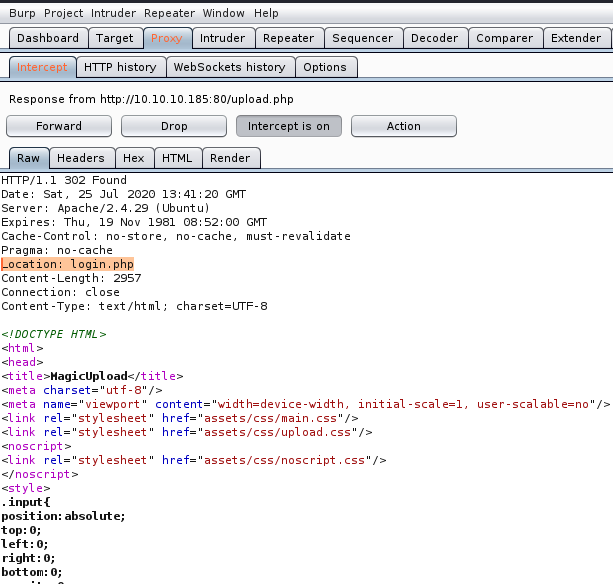 Burp Project Intruder Repeater Window Help
Dashboard Target Proxy Intruder Repeater Sequencer Decoder Comparer Extender
Intercept HTTP history WebSockets history Options
Response from http://10.10.10.185:80/upload.php
Forward Drop Intercept is on Action
Raw Headers Hex HTML Render
HTTP/1.1 302 Found
Date: Sat, 25 Jul 2020 13:41:20 GMT
Server: Apache/2.4.29 (Ubuntu)
Expires: Thu, 19 Nov 1981 08:52:00 GMT
Cache-Control: no-store, no-cache, must-revalidate
Pragma: no-cache
Location: login.php
Content-Length: 2957
Connection: close
Content-Type: text/html; charset=UTF-8
<!DOCTYPE HTML>
<html>
<head>
<title>MagicUpload</title>
<meta charset="utf-8"/>
<meta name="viewport" content="width=device-width, initial-scale=1, user-scalable=no"/>
<link rel="stylesheet" href="assets/css/main.css"/>
<link rel="stylesheet" href="assets/css/upload.css"/>
<noscript>
<link rel="stylesheet" href="assets/css/noscript.css"/>
</noscript>
<style>
.input{
position:absolute;
top:0;
left:0;
right:0;
bottom:0;